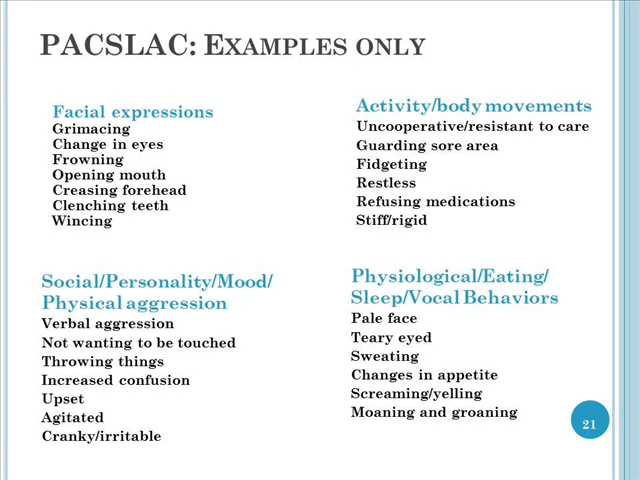 PACSLAC: EXAMPLES ONLY
Facial expressions
Grimacing
Change in eyes
Frowning
Opening mouth
Creasing forehead
Clenching teeth
Wincing
Activity/body movements
Uncooperative/resistant to care
Guarding sore area
Fidgeting
Restless
Refusing medications
Stiff/rigid
Social/Personality/Mood/
Physical aggression
Verbal aggression
Not wanting to be touched
Throwing things
Increased confusion
Upset
Agitated
Cranky/irritable
Physiological/Eating/
Sleep/Vocal Behaviors
Pale face
Teary eyed
Sweating
Changes in appetite
Screaming/yelling
Moaning and groaning
21